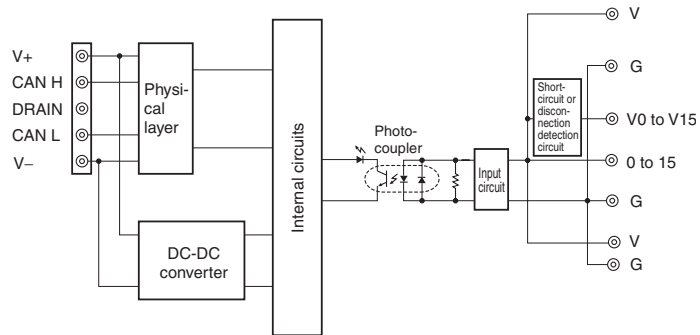 V+
CAN H
DRAIN
CAN L
V–
Physi-
cal
layer
DC-DC
converter
Internal circuits
Photo-
coupler
Input
circuit
Short-
circuit or
discon-
nection
detection
circuit
V
G
V0 to V15
0 to 15
G
V
G